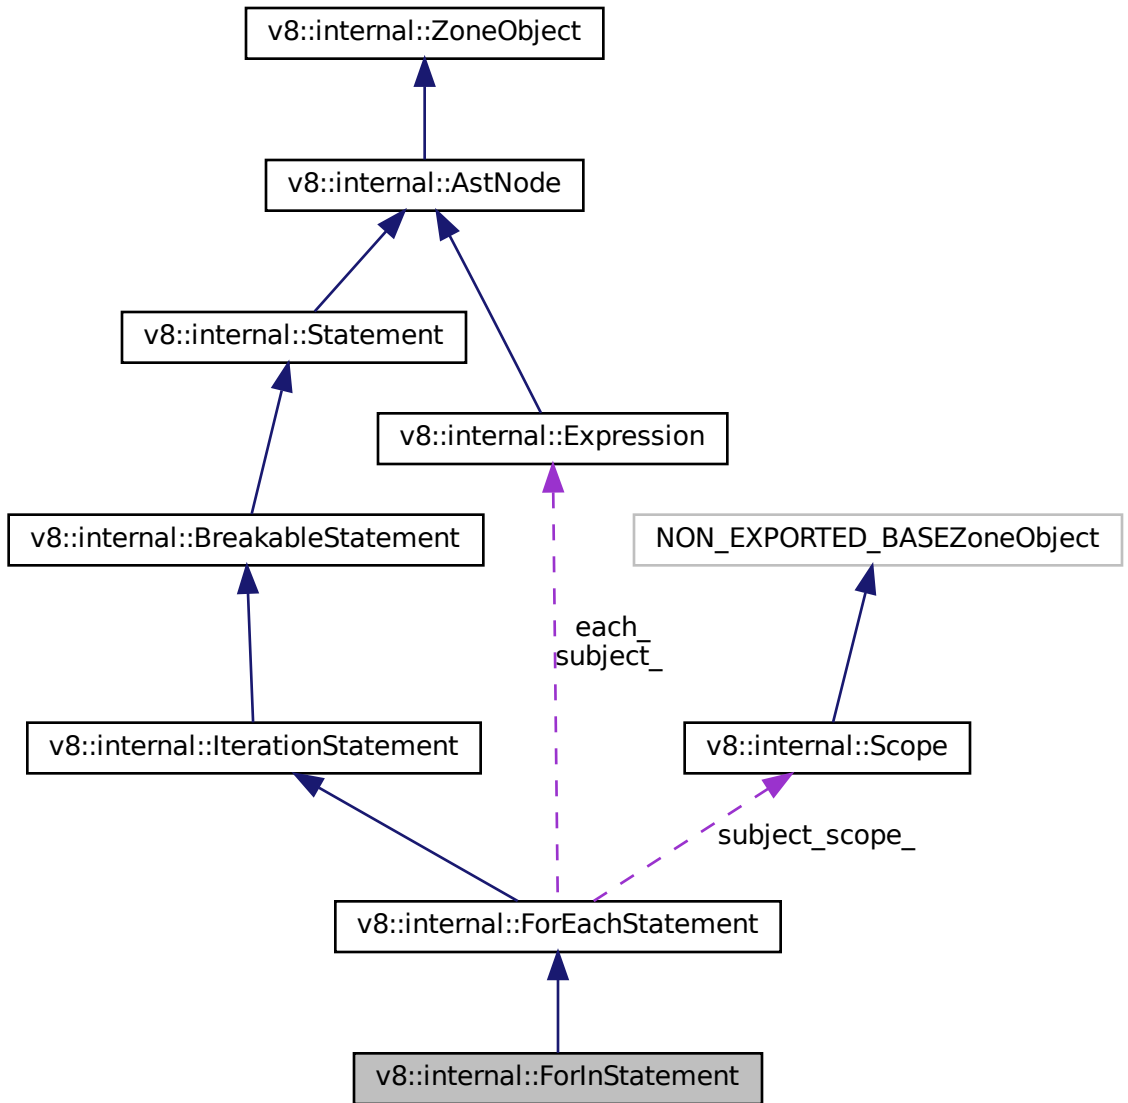 v8::internal::ZoneObject
v8::internal::AstNode
v8::internal::Statement
v8::internal::Expression
v8::internal::BreakableStatement
NON_EXPORTED_BASEZoneObject
each_
subject_
v8::internal::IterationStatement
v8::internal::Scope
subject_scope_
v8::internal::ForEachStatement
v8::internal::ForInStatement